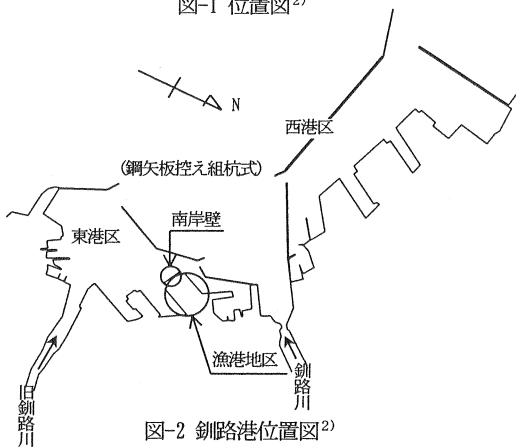 図-1 位置図2)
N
西港区
(鋼矢板控え組杭式)
南岸壁
東港区
漁港地区
釧路川
旧釧路川
図-2 釧路港位置図2)